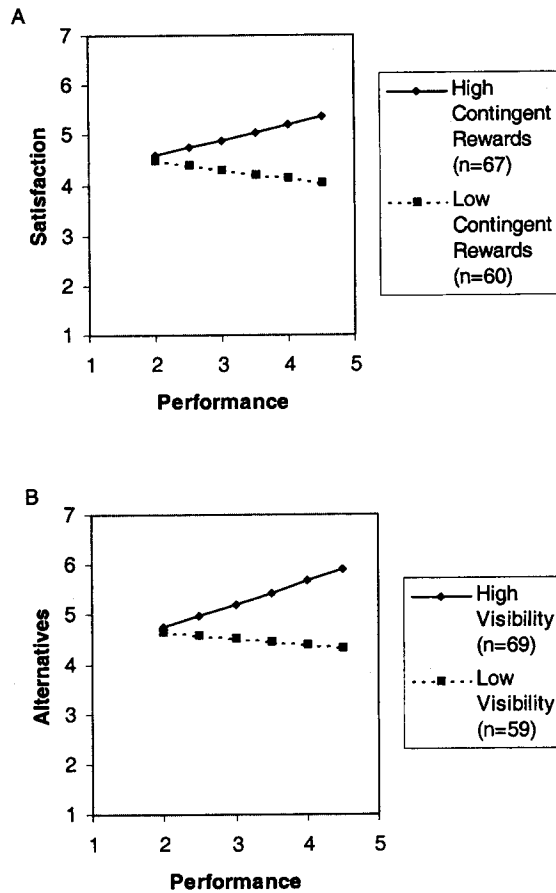 A
7
6
5
4
3
2
1
Satisfaction
1 2 3 4 5
Performance
High
Contingent
Rewards
(n=67)
Low
Contingent
Rewards
(n=60)
B
7
6
5
4
3
2
1
Alternatives
1 2 3 4 5
Performance
High
Visibility
(n=69)
Low
Visibility
(n=59)